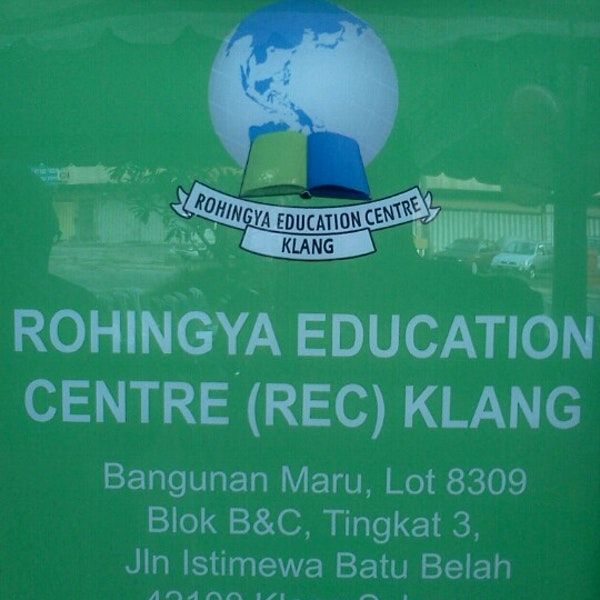 ROHINGYA EDUCATION CENTRE
KLANG
ROHINGYA EDUCATION
CENTRE (REC) KLANG
Bangunan Maru, Lot 8309
Blok B&C, Tingkat 3,
Jln Istimewa Batu Belah